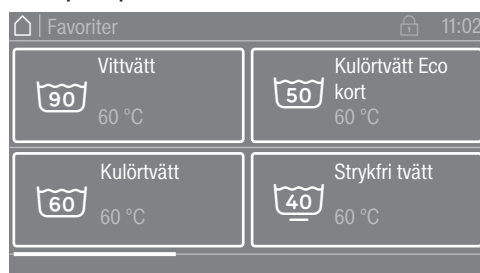 Favoriter 11:02
Vittvätt
90
60 °C
Kulörtvätt Eco
kort
50
60 °C
Kulörtvätt
60
60 °C
Strykfri tvätt
40
60 °C